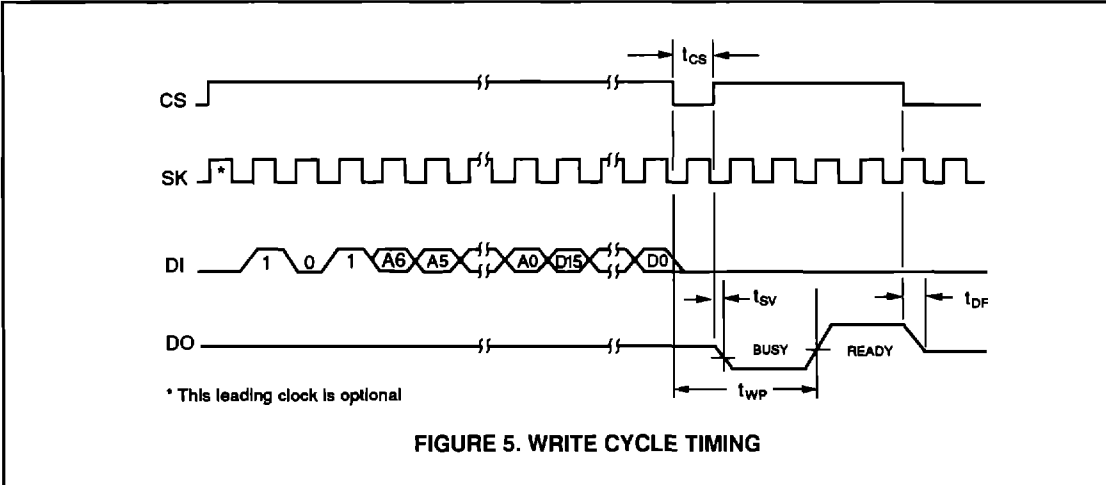 tCS
CS
SK
*
DI
1 0 1 A6 A5 A0 D15 D0
tSV
tDF
DO
BUSY
READY
tWP
* This leading clock is optional
FIGURE 5. WRITE CYCLE TIMING